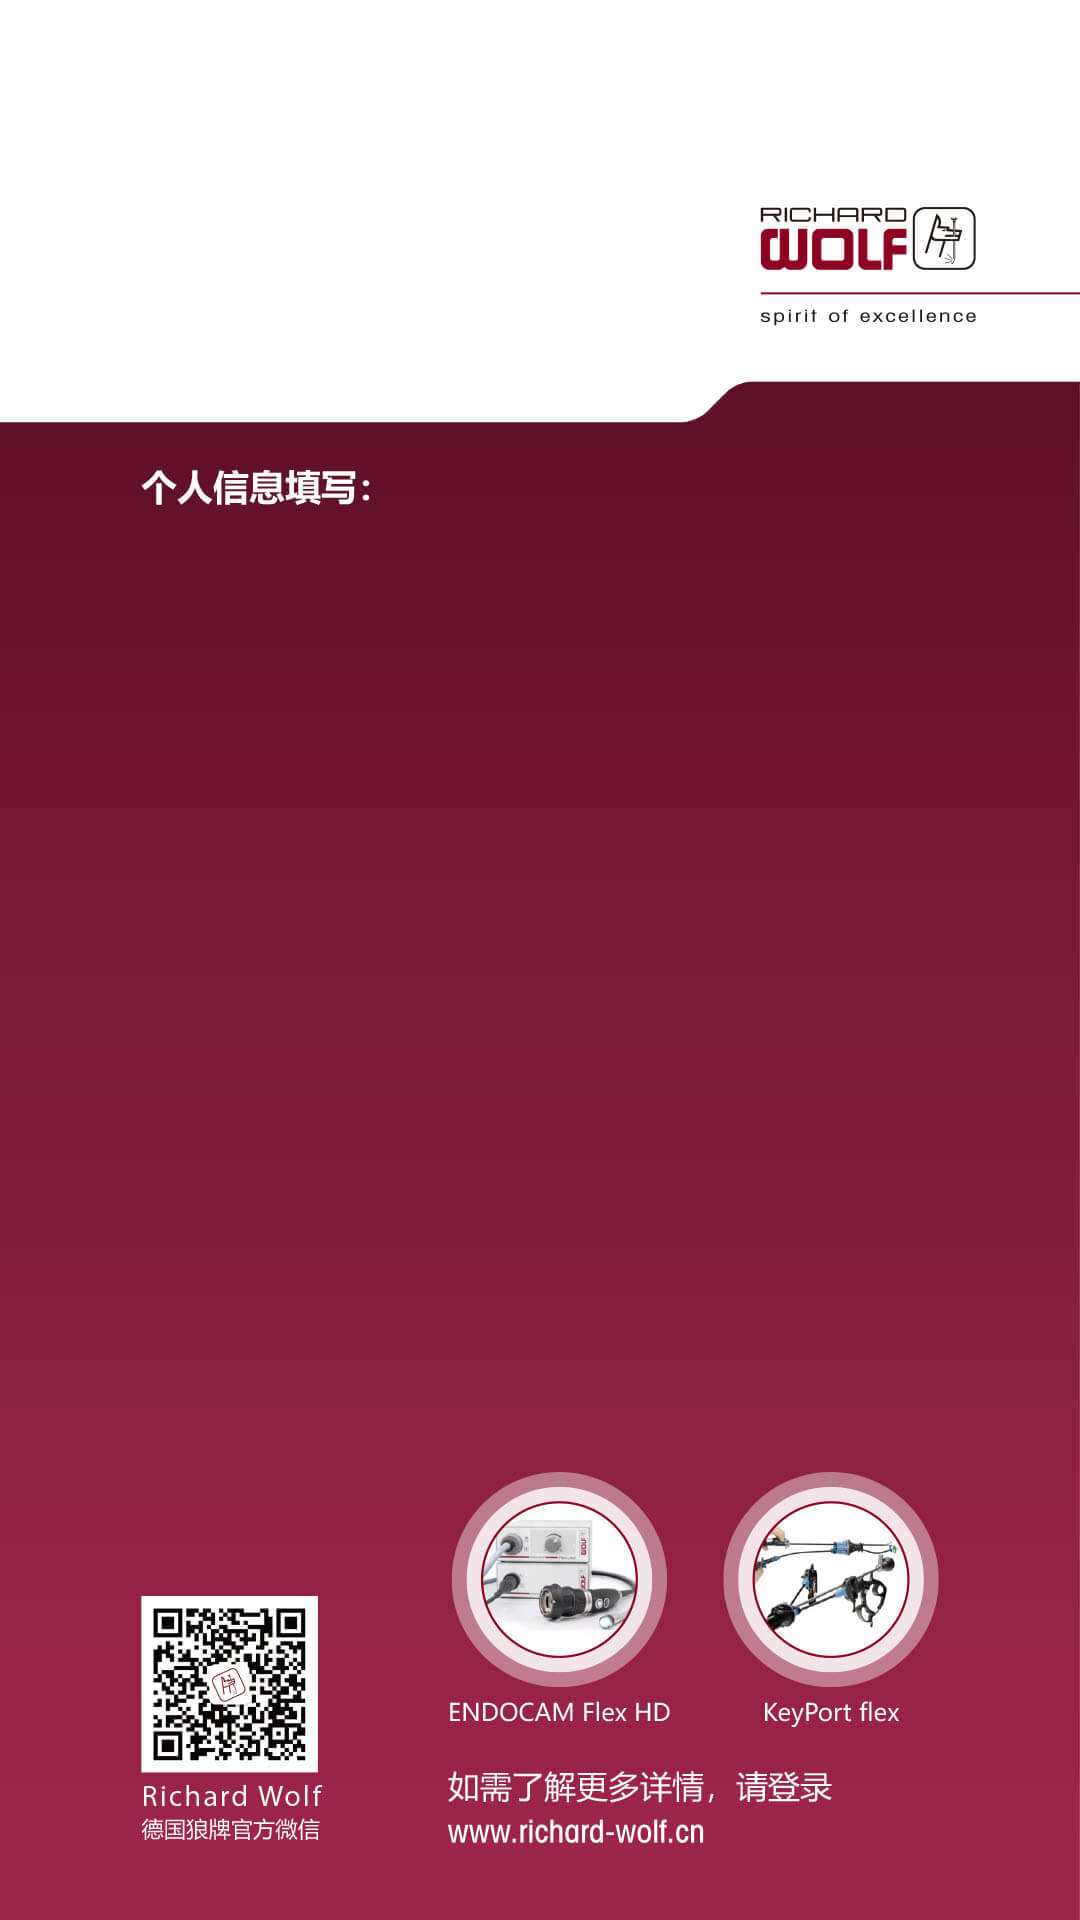 RICHARD
WOLF
spirit of excellence
个人信息填写：
ENDOCAM Flex HD
KeyPort flex
Richard Wolf
德国狼牌官方微信
如需了解更多详情，请登录
www.richard-wolf.cn